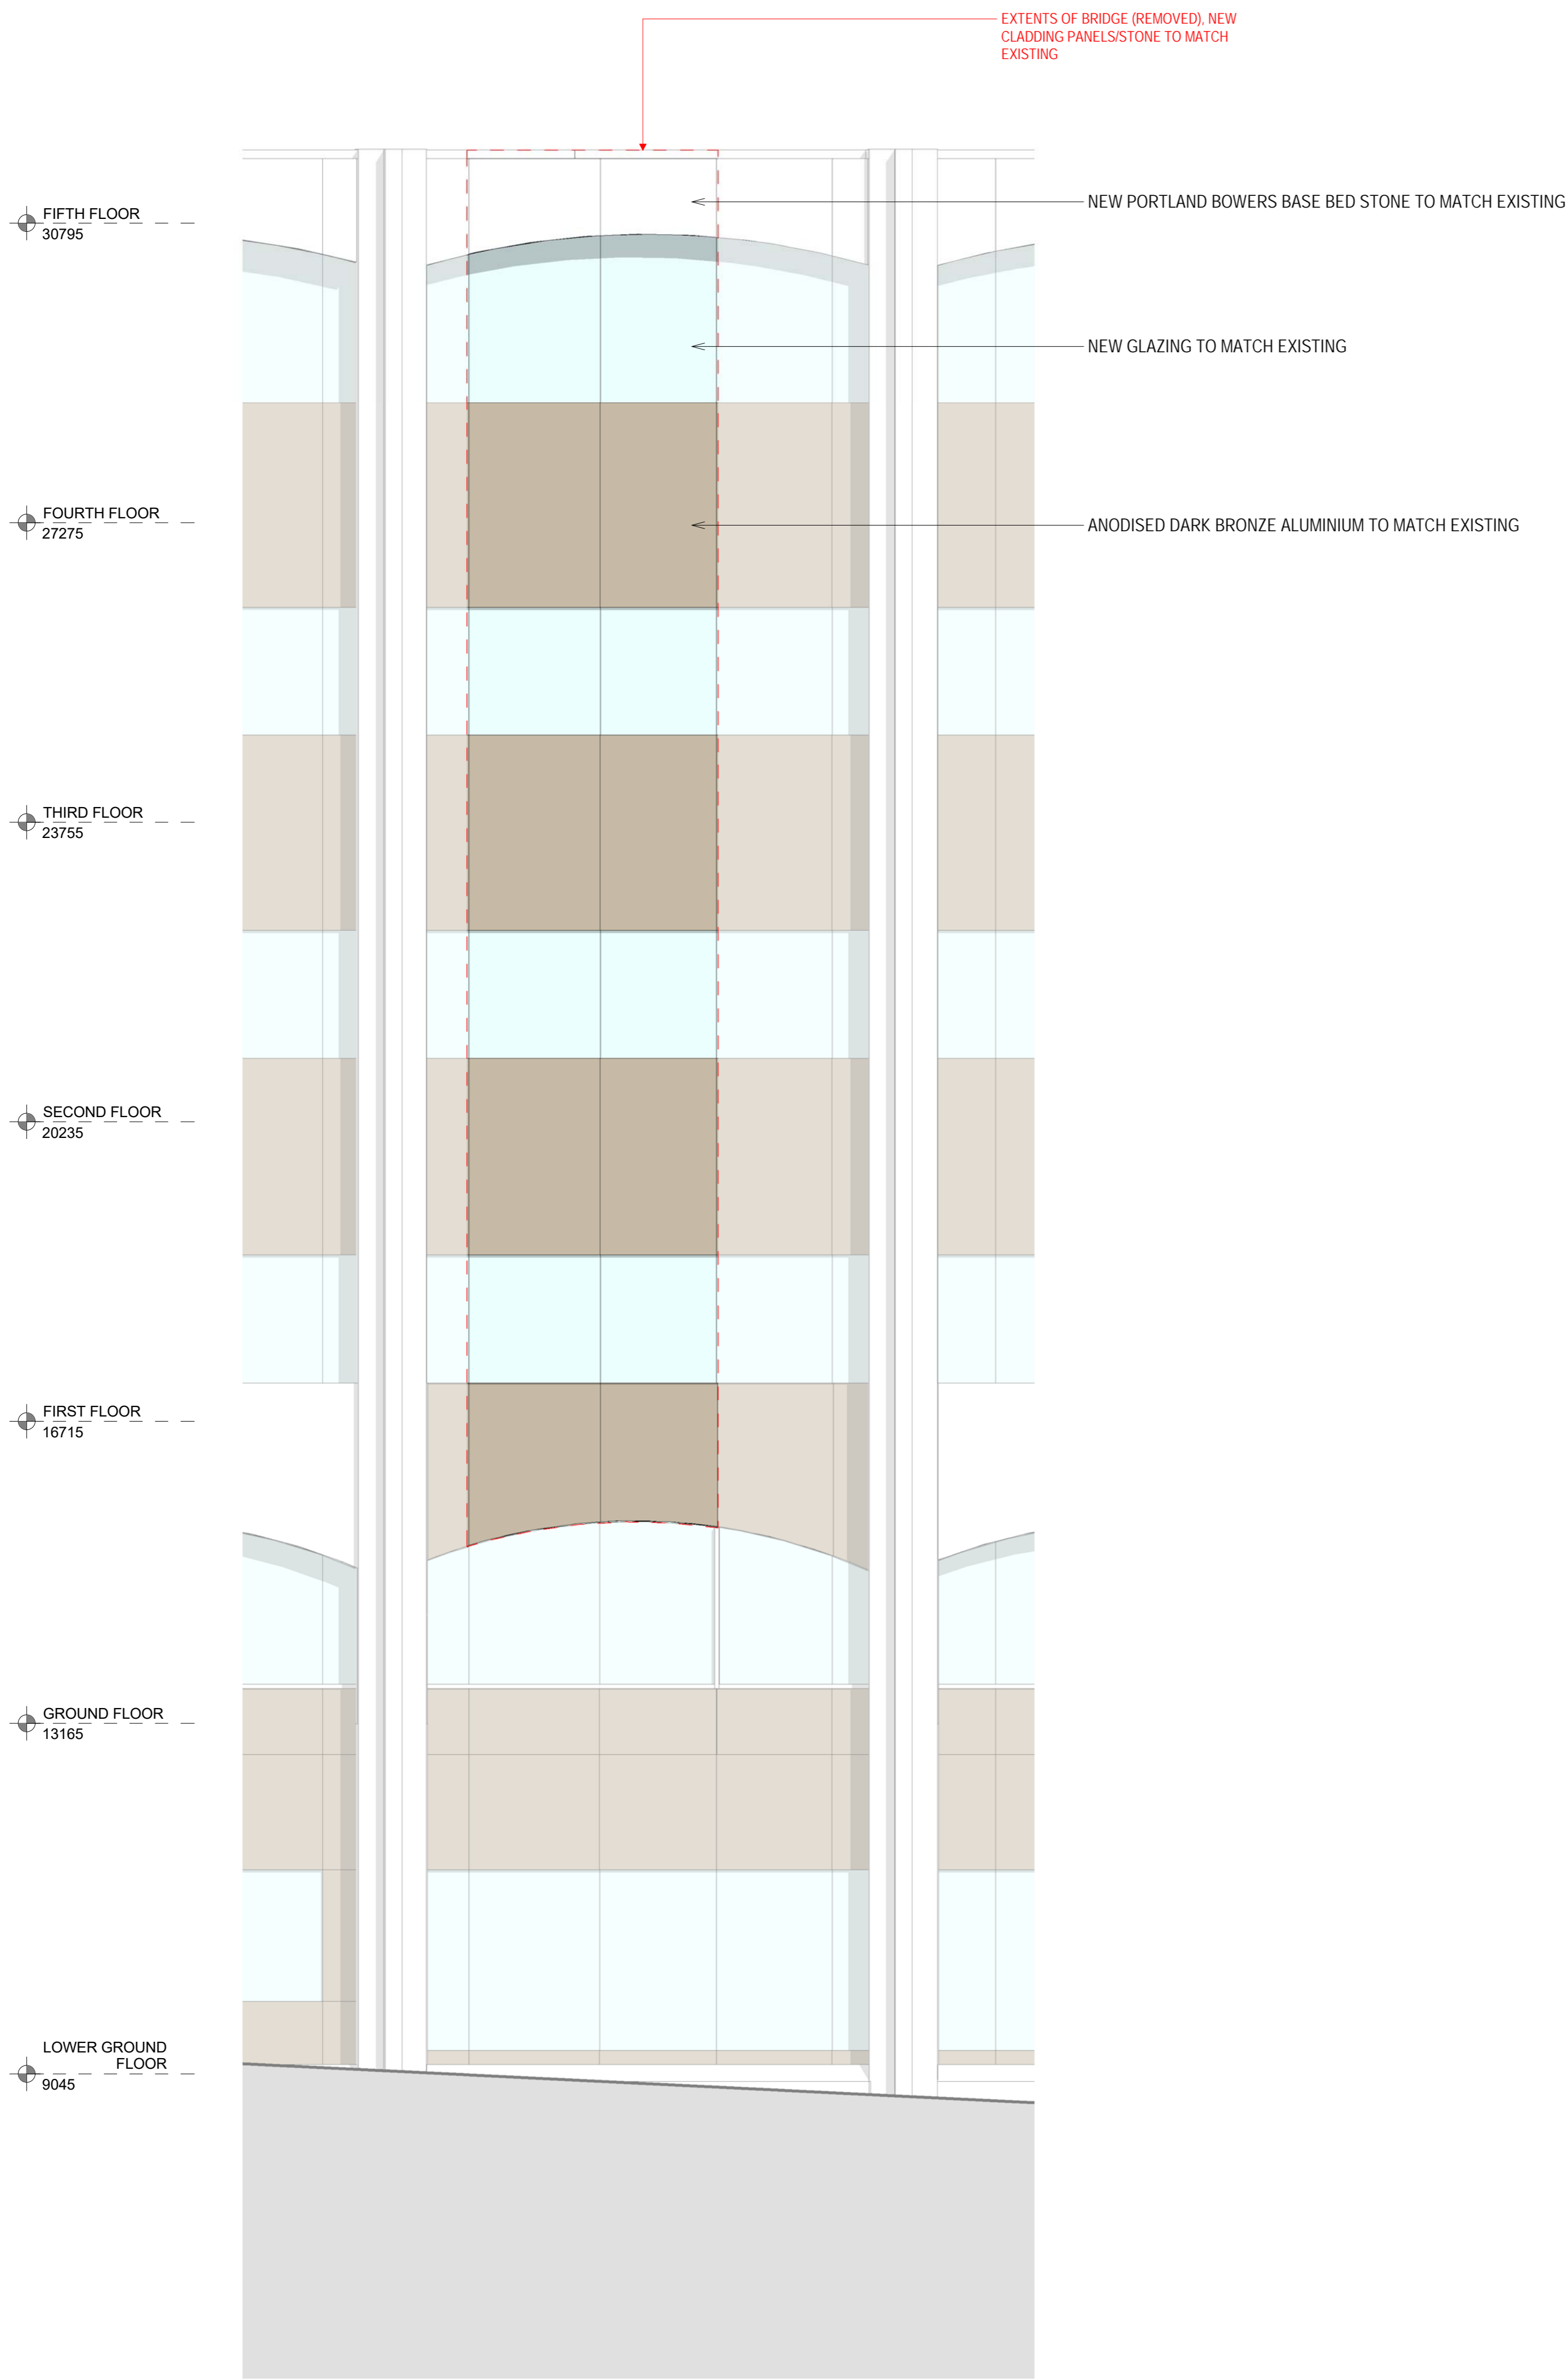 EXTENTS OF BRIDGE (REMOVED), NEW
CLADDING PANELS/STONE TO MATCH
EXISTING
NEW PORTLAND BOWERS BASE BED STONE TO MATCH EXISTING
FIFTH FLOOR
30795
NEW GLAZING TO MATCH EXISTING
FOURTH FLOOR
27275
ANODISED DARK BRONZE ALUMINIUM TO MATCH EXISTING
THIRD FLOOR
23755
SECOND FLOOR
20235
FIRST FLOOR
16715
GROUND FLOOR
13165
LOWER GROUND
FLOOR
9045